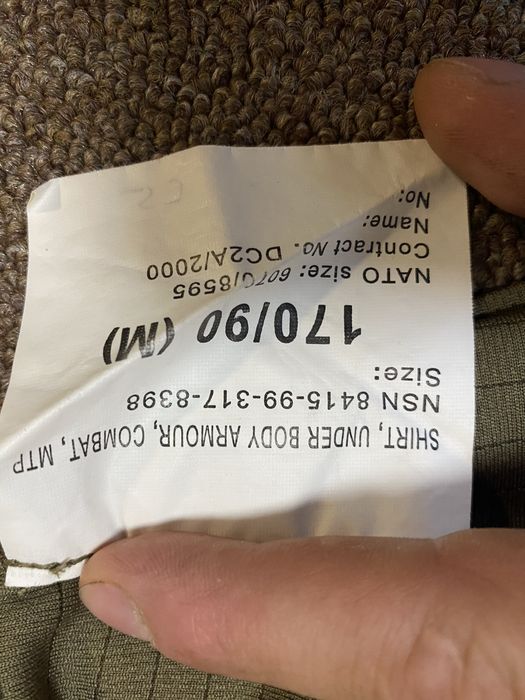 SHIRT, UNDER BODY ARMOUR, COMBAT, MTP
NSN 8415-99-317-8398
Size:
170/90 (M)
NATO size: 6070/8595
Contract No. DC2A/2000
Name:
No: